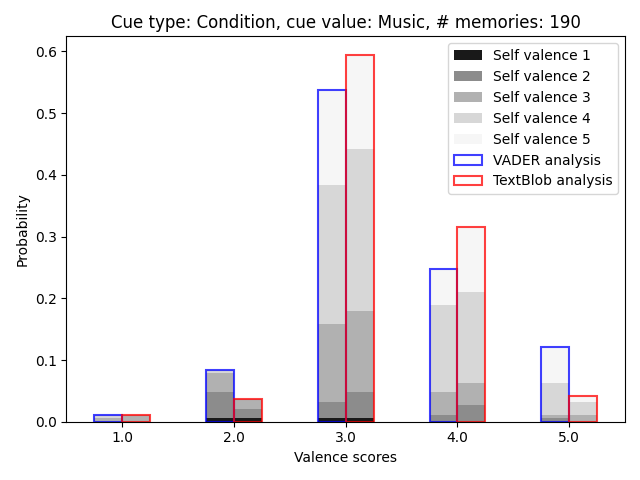 Cue type: Condition, cue value: Music, # memories: 190
Self valence 1
Self valence 2
Self valence 3
Self valence 4
Self valence 5
VADER analysis
TextBlob analysis
Probability
0.6
0.5
0.4
0.3
0.2
0.1
0.0
1.0 2.0 3.0 4.0 5.0
Valence scores